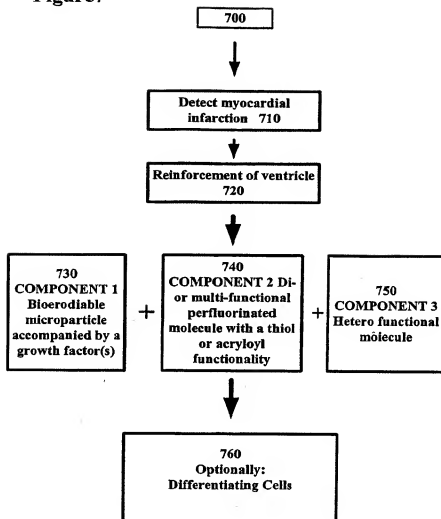 Figure7
700
Detect myocardial
infarction 710
Reinforcement of ventricle
720
730
COMPONENT 1
Bioerodiable
microparticle
accompanied by a
growth factor(s)
+
740
COMPONENT 2 Di-
or multi-functional
perfluorinated
molecule with a thiol
or acryloyl
functionality
+
750
COMPONENT 3
Hetero functional
molecule
760
Optionally:
Differentiating Cells